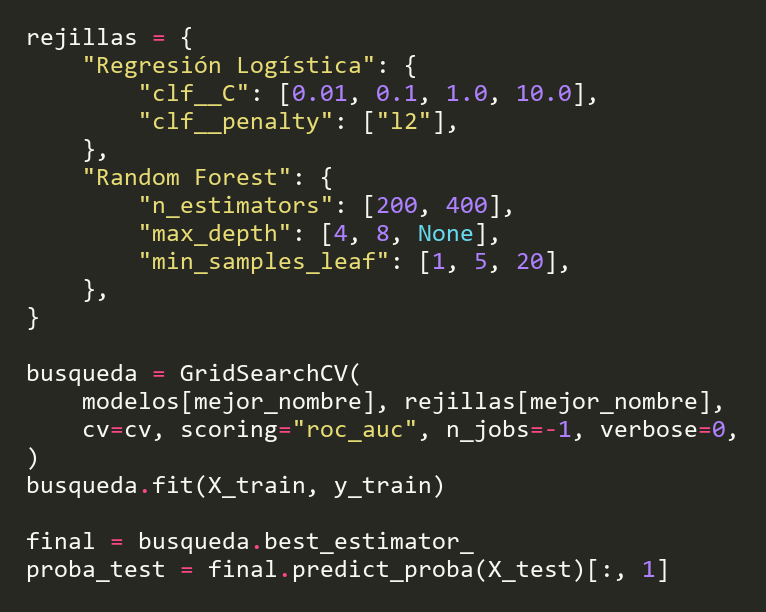 rejillas = {
    "Regresión Logística": {
        "clf__C": [0.01, 0.1, 1.0, 10.0],
        "clf__penalty": ["l2"],
    },
    "Random Forest": {
        "n_estimators": [200, 400],
        "max_depth": [4, 8, None],
        "min_samples_leaf": [1, 5, 20],
    },
}

busqueda = GridSearchCV(
    modelos[mejor_nombre], rejillas[mejor_nombre],
    cv=cv, scoring="roc_auc", n_jobs=-1, verbose=0,
)
busqueda.fit(X_train, y_train)

final = busqueda.best_estimator_
proba_test = final.predict_proba(X_test)[:, 1]